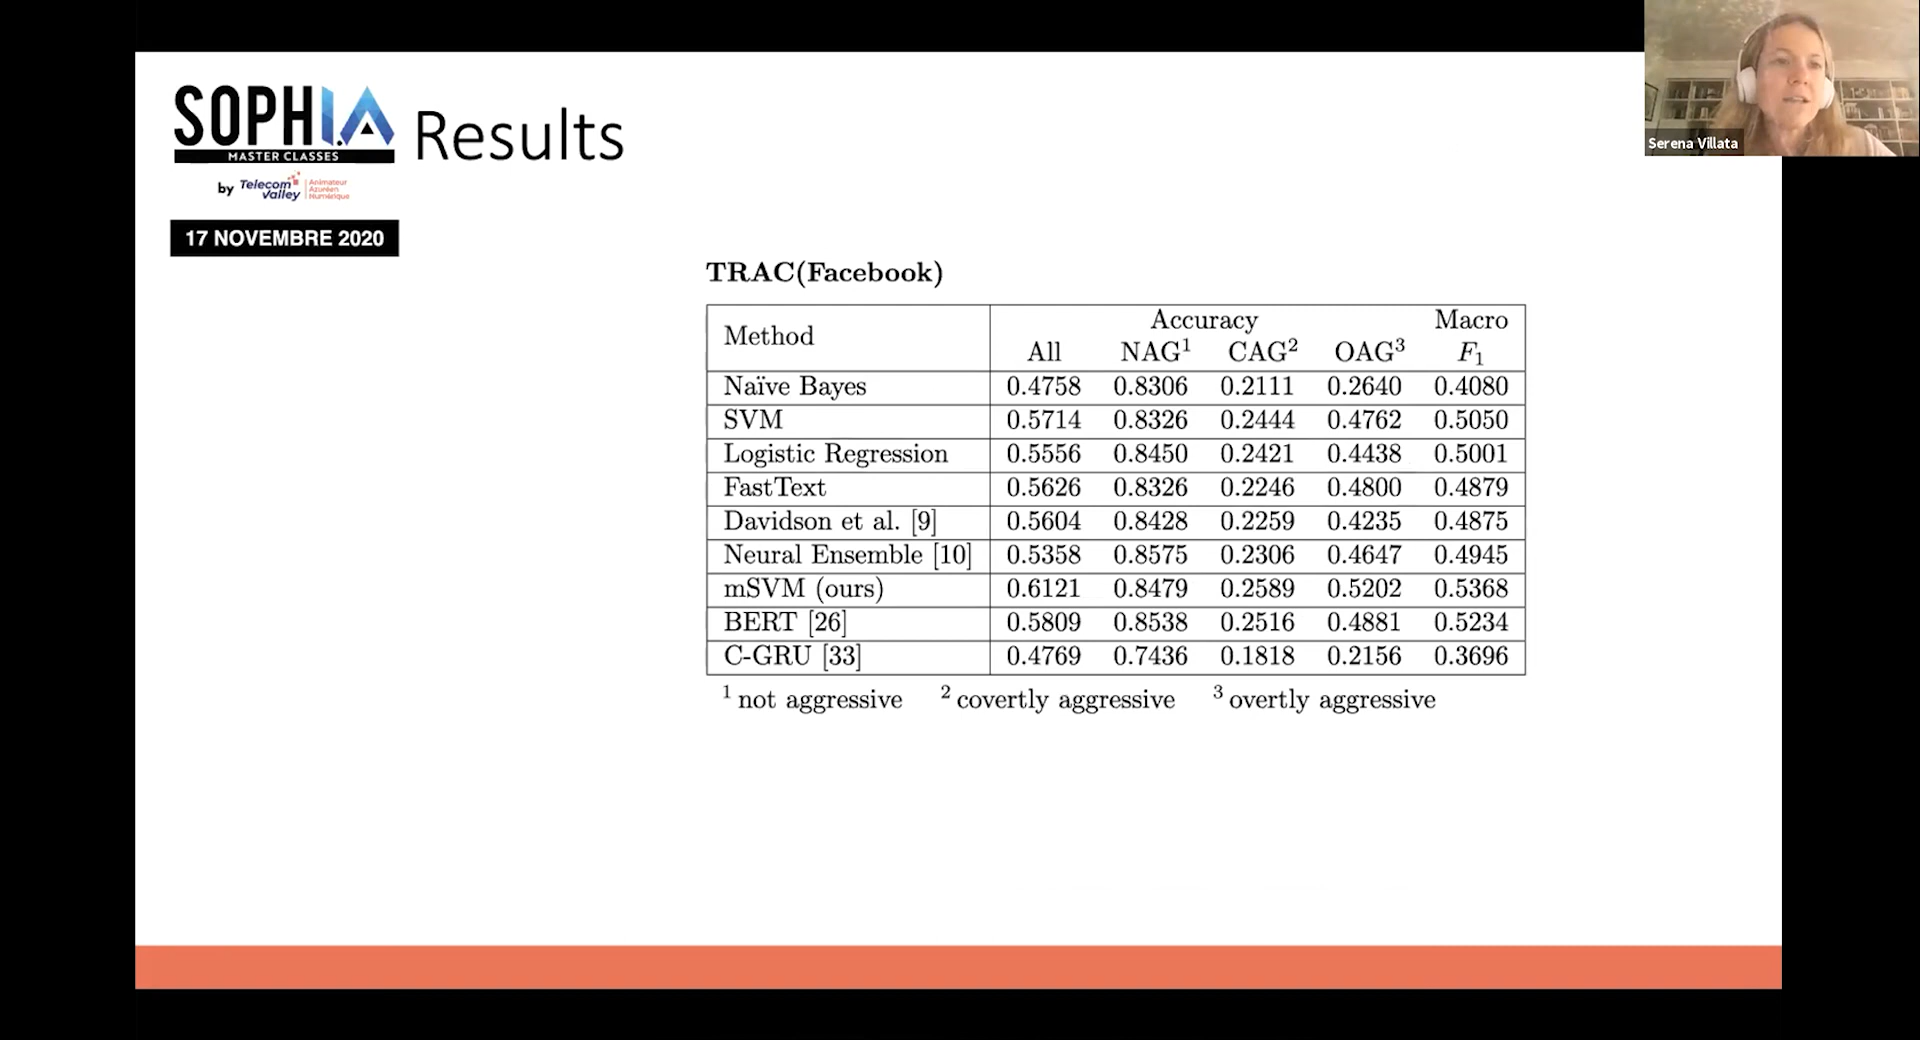 SOPHI.A
MASTER CLASSES
by Telecom Valley
Animateur
Azuréen
Numérique
Results
17 NOVEMBRE 2020
Serena Villata
TRAC(Facebook)
Method Accuracy Macro
All NAG¹ CAG² OAG³ F₁
Naïve Bayes 0.4758 0.8306 0.2111 0.2640 0.4080
SVM 0.5714 0.8326 0.2444 0.4762 0.5050
Logistic Regression 0.5556 0.8450 0.2421 0.4438 0.5001
FastText 0.5626 0.8326 0.2246 0.4800 0.4879
Davidson et al. [9] 0.5604 0.8428 0.2259 0.4235 0.4875
Neural Ensemble [10] 0.5358 0.8575 0.2306 0.4647 0.4945
mSVM (ours) 0.6121 0.8479 0.2589 0.5202 0.5368
BERT [26] 0.5809 0.8538 0.2516 0.4881 0.5234
C-GRU [33] 0.4769 0.7436 0.1818 0.2156 0.3696
¹ not aggressive ² covertly aggressive ³ overtly aggressive